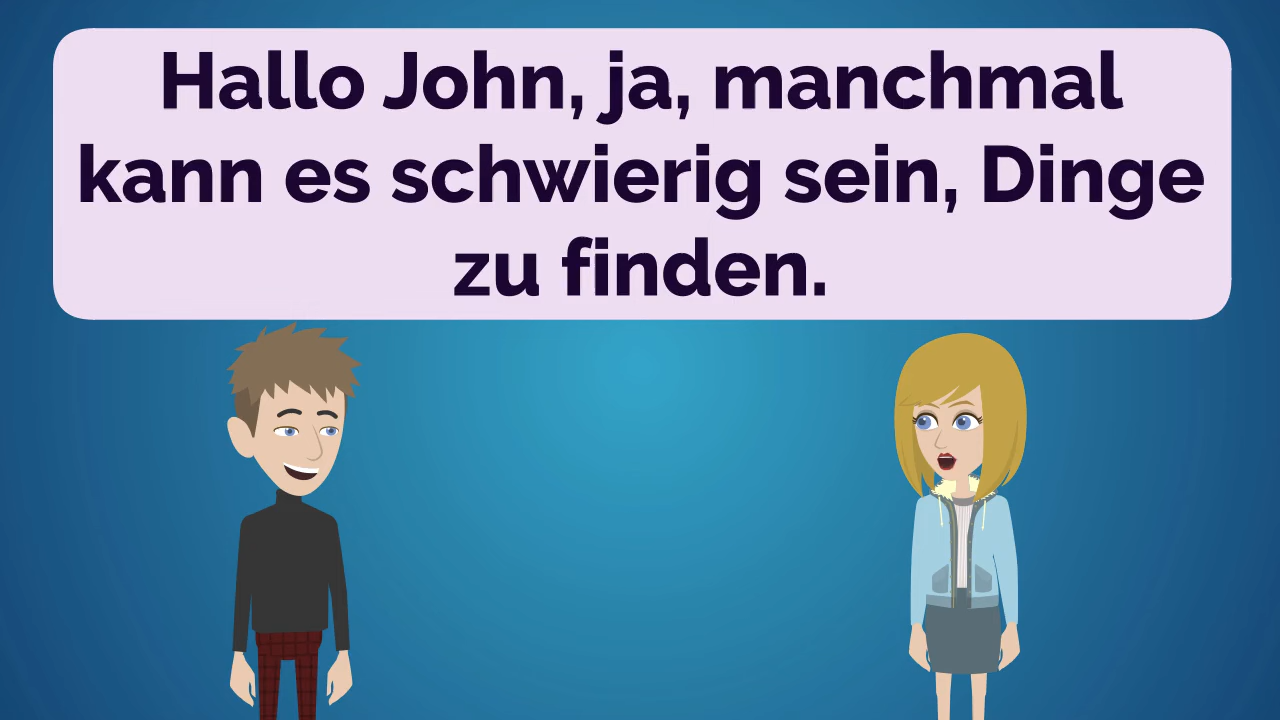 Hallo John, ja, manchmal
kann es schwierig sein, Dinge
zu finden.